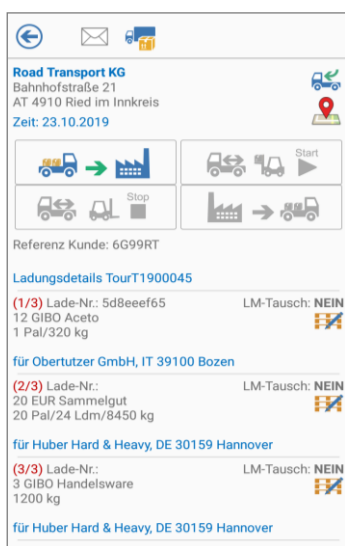 Road Transport KG
Bahnhofstraße 21
AT 4910 Ried im Innkreis
Zeit: 23.10.2019
Start
Stop
Referenz Kunde: 6G99RT
Ladungsdetails TourT1900045
(1/3) Lade-Nr.: 5d8eeef65 LM-Tausch: NEIN
12 GIBO Aceto
1 Pal/320 kg
für Obertutzer GmbH, IT 39100 Bozen
(2/3) Lade-Nr.: LM-Tausch: NEIN
20 EUR Sammelgut
20 Pal/24 Ldm/8450 kg
für Huber Hard & Heavy, DE 30159 Hannover
(3/3) Lade-Nr.: LM-Tausch: NEIN
3 GIBO Handelsware
1200 kg
für Huber Hard & Heavy, DE 30159 Hannover